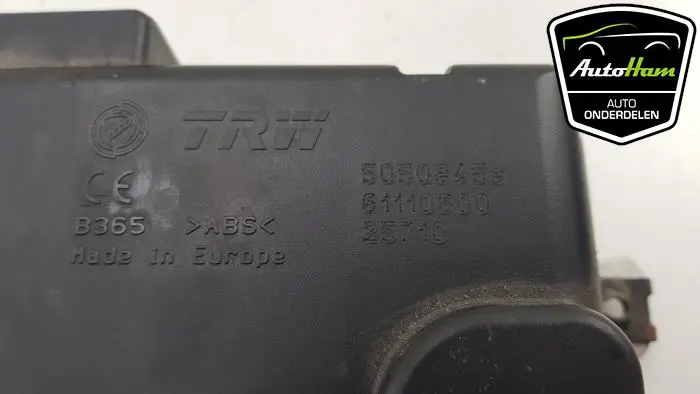 AutoHam
AUTO
ONDERDELEN
TRW
CE
B365 >ABS<
Made in Europe
50508458
61110600
25710